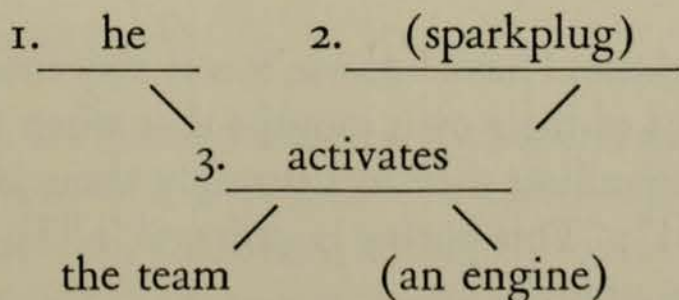 1. he 2. (sparkplug)
3. activates
the team (an engine)